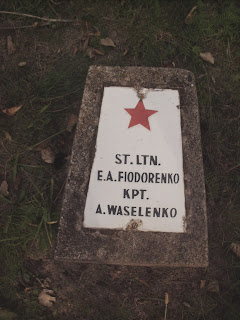 ST. LTN.
E.A. FIODORENKO
KPT.
A. WASELENKO